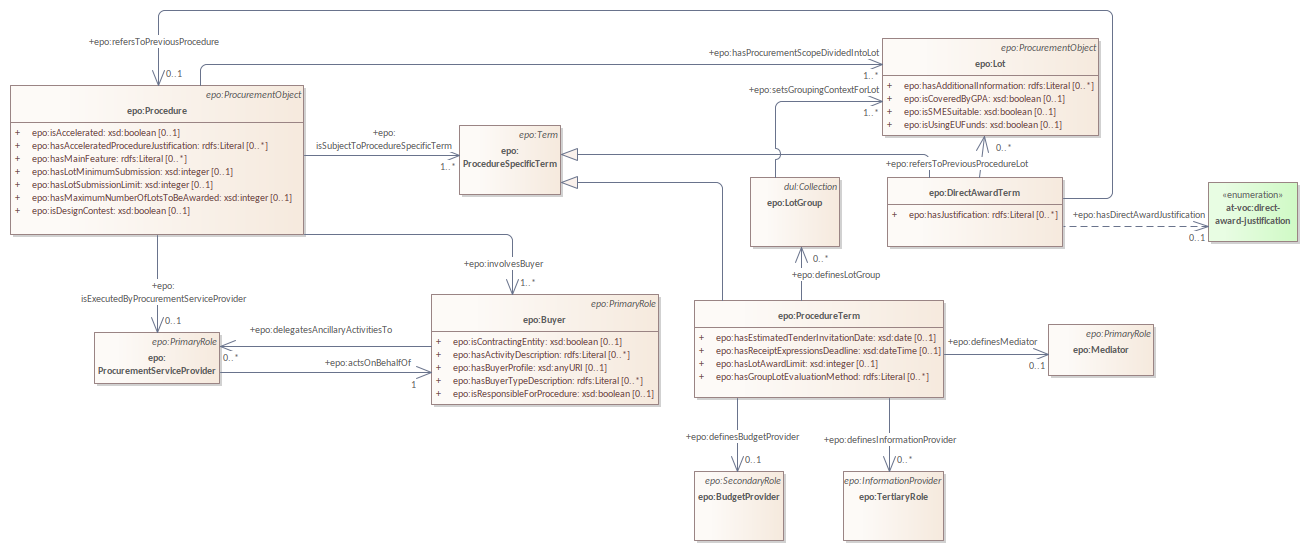 +epo:refersToPreviousProcedure
0..1
+epo:hasProcurementScopeDividedIntoLot
1..*
+epo:setsGroupingContextForLot
1..*
epo:ProcurementObject
epo:Lot
+ epo:hasAdditionalInformation: rdfs:Literal [0..*]
+ epo:isCoveredByGPA: xsd:boolean [0..1]
+ epo:isSMESuitable: xsd:boolean [0..1]
+ epo:isUsingEUFunds: xsd:boolean [0..1]
epo:ProcurementObject
epo:Procedure
+ epo:isAccelerated: xsd:boolean [0..1]
+ epo:hasAcceleratedProcedureJustification: rdfs:Literal [0..*]
+ epo:hasMainFeature: rdfs:Literal [0..*]
+ epo:hasLotMinimumSubmission: xsd:integer [0..1]
+ epo:hasLotSubmissionLimit: xsd:integer [0..1]
+ epo:hasMaximumNumberOfLotsToBeAwarded: xsd:integer [0..1]
+ epo:isDesignContest: xsd:boolean [0..1]
+epo:
isSubjectToProcedureSpecificTerm
1..*
epo:Term
epo:
ProcedureSpecificTerm
0..*
+epo:refersToPreviousProcedureLot
dul:Collection
epo:LotGroup
epo:DirectAwardTerm
+ epo:hasJustification: rdfs:Literal [0..*]
+epo:hasDirectAwardJustification
0..1
«enumeration»
at-voc:direct-
award-justification
+epo:
isExecutedByProcurementServiceProvider
0..1
+epo:involvesBuyer
1..*
0..*
+epo:definesLotGroup
epo:PrimaryRole
epo:
ProcurementServiceProvider
+epo:delegatesAncillaryActivitiesTo
0..*
+epo:actsOnBehalfOf
1
epo:PrimaryRole
epo:Buyer
+ epo:isContractingEntity: xsd:boolean [0..1]
+ epo:hasActivityDescription: rdfs:Literal [0..*]
+ epo:hasBuyerProfile: xsd:anyURI [0..1]
+ epo:hasBuyerTypeDescription: rdfs:Literal [0..*]
+ epo:isResponsibleForProcedure: xsd:boolean [0..1]
epo:ProcedureTerm
+ epo:hasEstimatedTenderInvitationDate: xsd:date [0..1]
+ epo:hasReceiptExpressionsDeadline: xsd:dateTime [0..1]
+ epo:hasLotAwardLimit: xsd:integer [0..1]
+ epo:hasGroupLotEvaluationMethod: rdfs:Literal [0..*]
+epo:definesMediator
0..1
epo:PrimaryRole
epo:Mediator
+epo:definesBudgetProvider
0..1
+epo:definesInformationProvider
0..*
epo:SecondaryRole
epo:BudgetProvider
epo:InformationProvider
epo:TertiaryRole